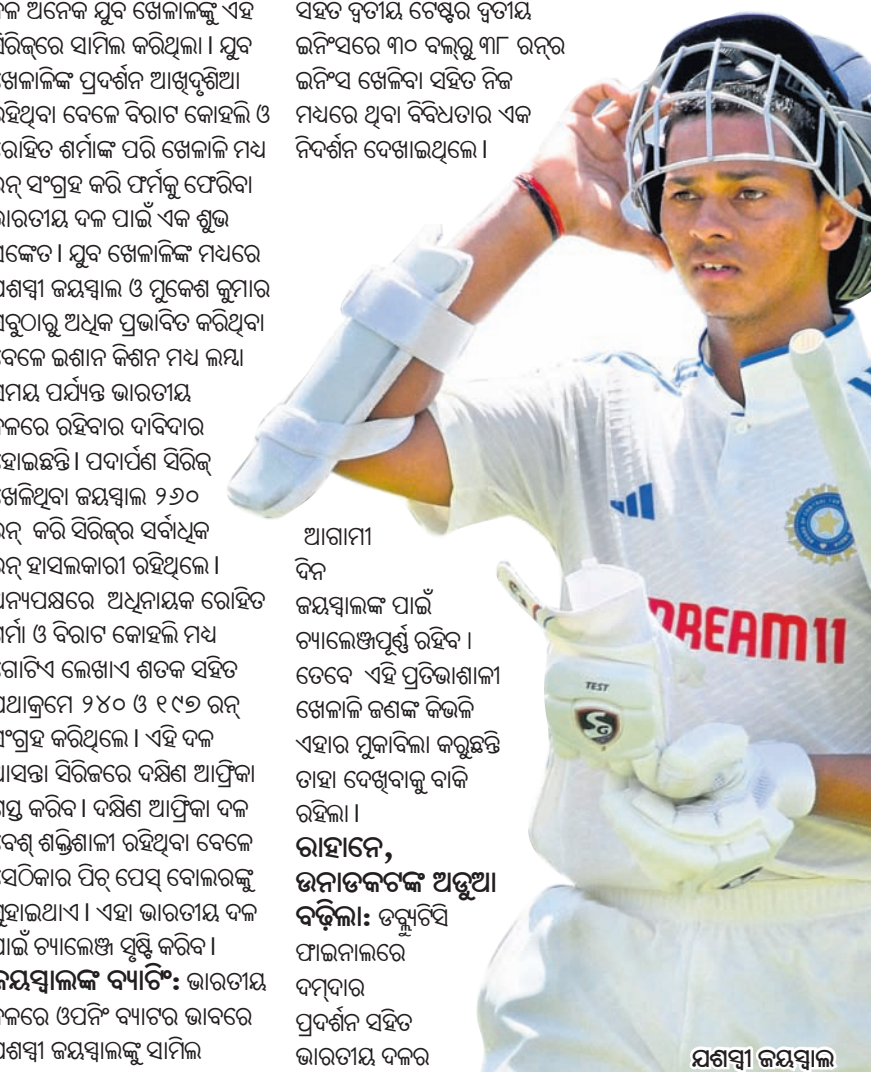 ଦଳ ଅନେକ ଯୁବ ଖେଳାଳିଙ୍କୁ ଏହି
ସିରିଜ୍‌ରେ ସାମିଲ କରିଥିଲା । ଯୁବ
ଖେଳାଳିଙ୍କ ପ୍ରଦର୍ଶନ ଆଖିଦୃଶିଆ
ରହିଥିବା ବେଳେ ବିରାଟ କୋହଲି ଓ
ରୋହିତ ଶର୍ମାଙ୍କ ପରି ଖେଳାଳି ମଧ୍ୟ
ରନ୍ ସଂଗ୍ରହ କରି ଫର୍ମକୁ ଫେରିବା
ଭାରତୀୟ ଦଳ ପାଇଁ ଏକ ଶୁଭ
ସଙ୍କେତ । ଯୁବ ଖେଳାଳିଙ୍କ ମଧ୍ୟରେ
ଯଶସ୍ୱୀ ଜୟସ୍ୱାଲ ଓ ମୁକେଶ କୁମାର
ସବୁଠାରୁ ଅଧିକ ପ୍ରଭାବିତ କରିଥିବା
ବେଳେ ଇଶାନ କିଶନ ମଧ୍ୟ ଲମ୍ବା
ସମୟ ପର୍ଯ୍ୟନ୍ତ ଭାରତୀୟ
ଦଳରେ ରହିବାର ଦାବିଦାର
ହୋଇଛନ୍ତି । ପଦାର୍ପଣ ସିରିଜ୍
ଖେଳିଥିବା ଜୟସ୍ୱାଲ ୨୬୦
ରନ୍ କରି ସିରିଜ୍‌ର ସର୍ବାଧିକ
ରନ୍ ହାସଲକାରୀ ରହିଥିଲେ ।
ଅନ୍ୟପକ୍ଷରେ ଅଧିନାୟକ ରୋହିତ
ଶର୍ମା ଓ ବିରାଟ କୋହଲି ମଧ୍ୟ
ଗୋଟିଏ ଲେଖାଏ ଶତକ ସହିତ
ଯଥାକ୍ରମେ ୨୪୦ ଓ ୧୯୭ ରନ୍
ସଂଗ୍ରହ କରିଥିଲେ । ଏହି ଦଳ
ଆସନ୍ତା ସିରିଜରେ ଦକ୍ଷିଣ ଆଫ୍ରିକା
ଗସ୍ତ କରିବ । ଦକ୍ଷିଣ ଆଫ୍ରିକା ଦଳ
ବେଶ୍ ଶକ୍ତିଶାଳୀ ରହିଥିବା ବେଳେ
ସେଠିକାର ପିଚ୍ ପେସ୍ ବୋଲରଙ୍କୁ
ସୁହାଇଥାଏ । ଏହା ଭାରତୀୟ ଦଳ
ପାଇଁ ଚ୍ୟାଲେଞ୍ଜ ସୃଷ୍ଟି କରିବ ।
ଜୟସ୍ୱାଲଙ୍କ ବ୍ୟାଟିଂ: ଭାରତୀୟ
ଦଳରେ ଓପନିଂ ବ୍ୟାଟର ଭାବରେ
ଯଶସ୍ୱୀ ଜୟସ୍ୱାଲଙ୍କୁ ସାମିଲ
ସହିତ ଦ୍ୱିତୀୟ ଟେଷ୍ଟର ଦ୍ୱିତୀୟ
ଇନିଂସରେ ୩୦ ବଲ୍‌ରୁ ୩୮ ରନ୍‌ର
ଇନିଂସ ଖେଳିବା ସହିତ ନିଜ
ମଧ୍ୟରେ ଥିବା ବିବିଧତାର ଏକ
ନିଦର୍ଶନ ଦେଖାଇଥିଲେ ।
ଆଗାମୀ
ଦିନ
ଜୟସ୍ୱାଲଙ୍କ ପାଇଁ
ଚ୍ୟାଲେଞ୍ଜପୂର୍ଣ୍ଣ ରହିବ ।
ତେବେ ଏହି ପ୍ରତିଭାଶାଳୀ
ଖେଳାଳି ଜଣଙ୍କ କିଭଳି
ଏହାର ମୁକାବିଲା କରୁଛନ୍ତି
ତାହା ଦେଖିବାକୁ ବାକି
ରହିଲା ।
ରାହାନେ,
ଉନାଡକଟଙ୍କ ଅଡୁଆ
ବଢ଼ିଲା: ଡବ୍ଲ୍ୟୁଟିସି
ଫାଇନାଲରେ
ଦମ୍‌ଦାର
ପ୍ରଦର୍ଶନ ସହିତ
ଭାରତୀୟ ଦଳର
DREAM11
TEST
SG
ଯଶସ୍ୱୀ ଜୟସ୍ୱାଲ